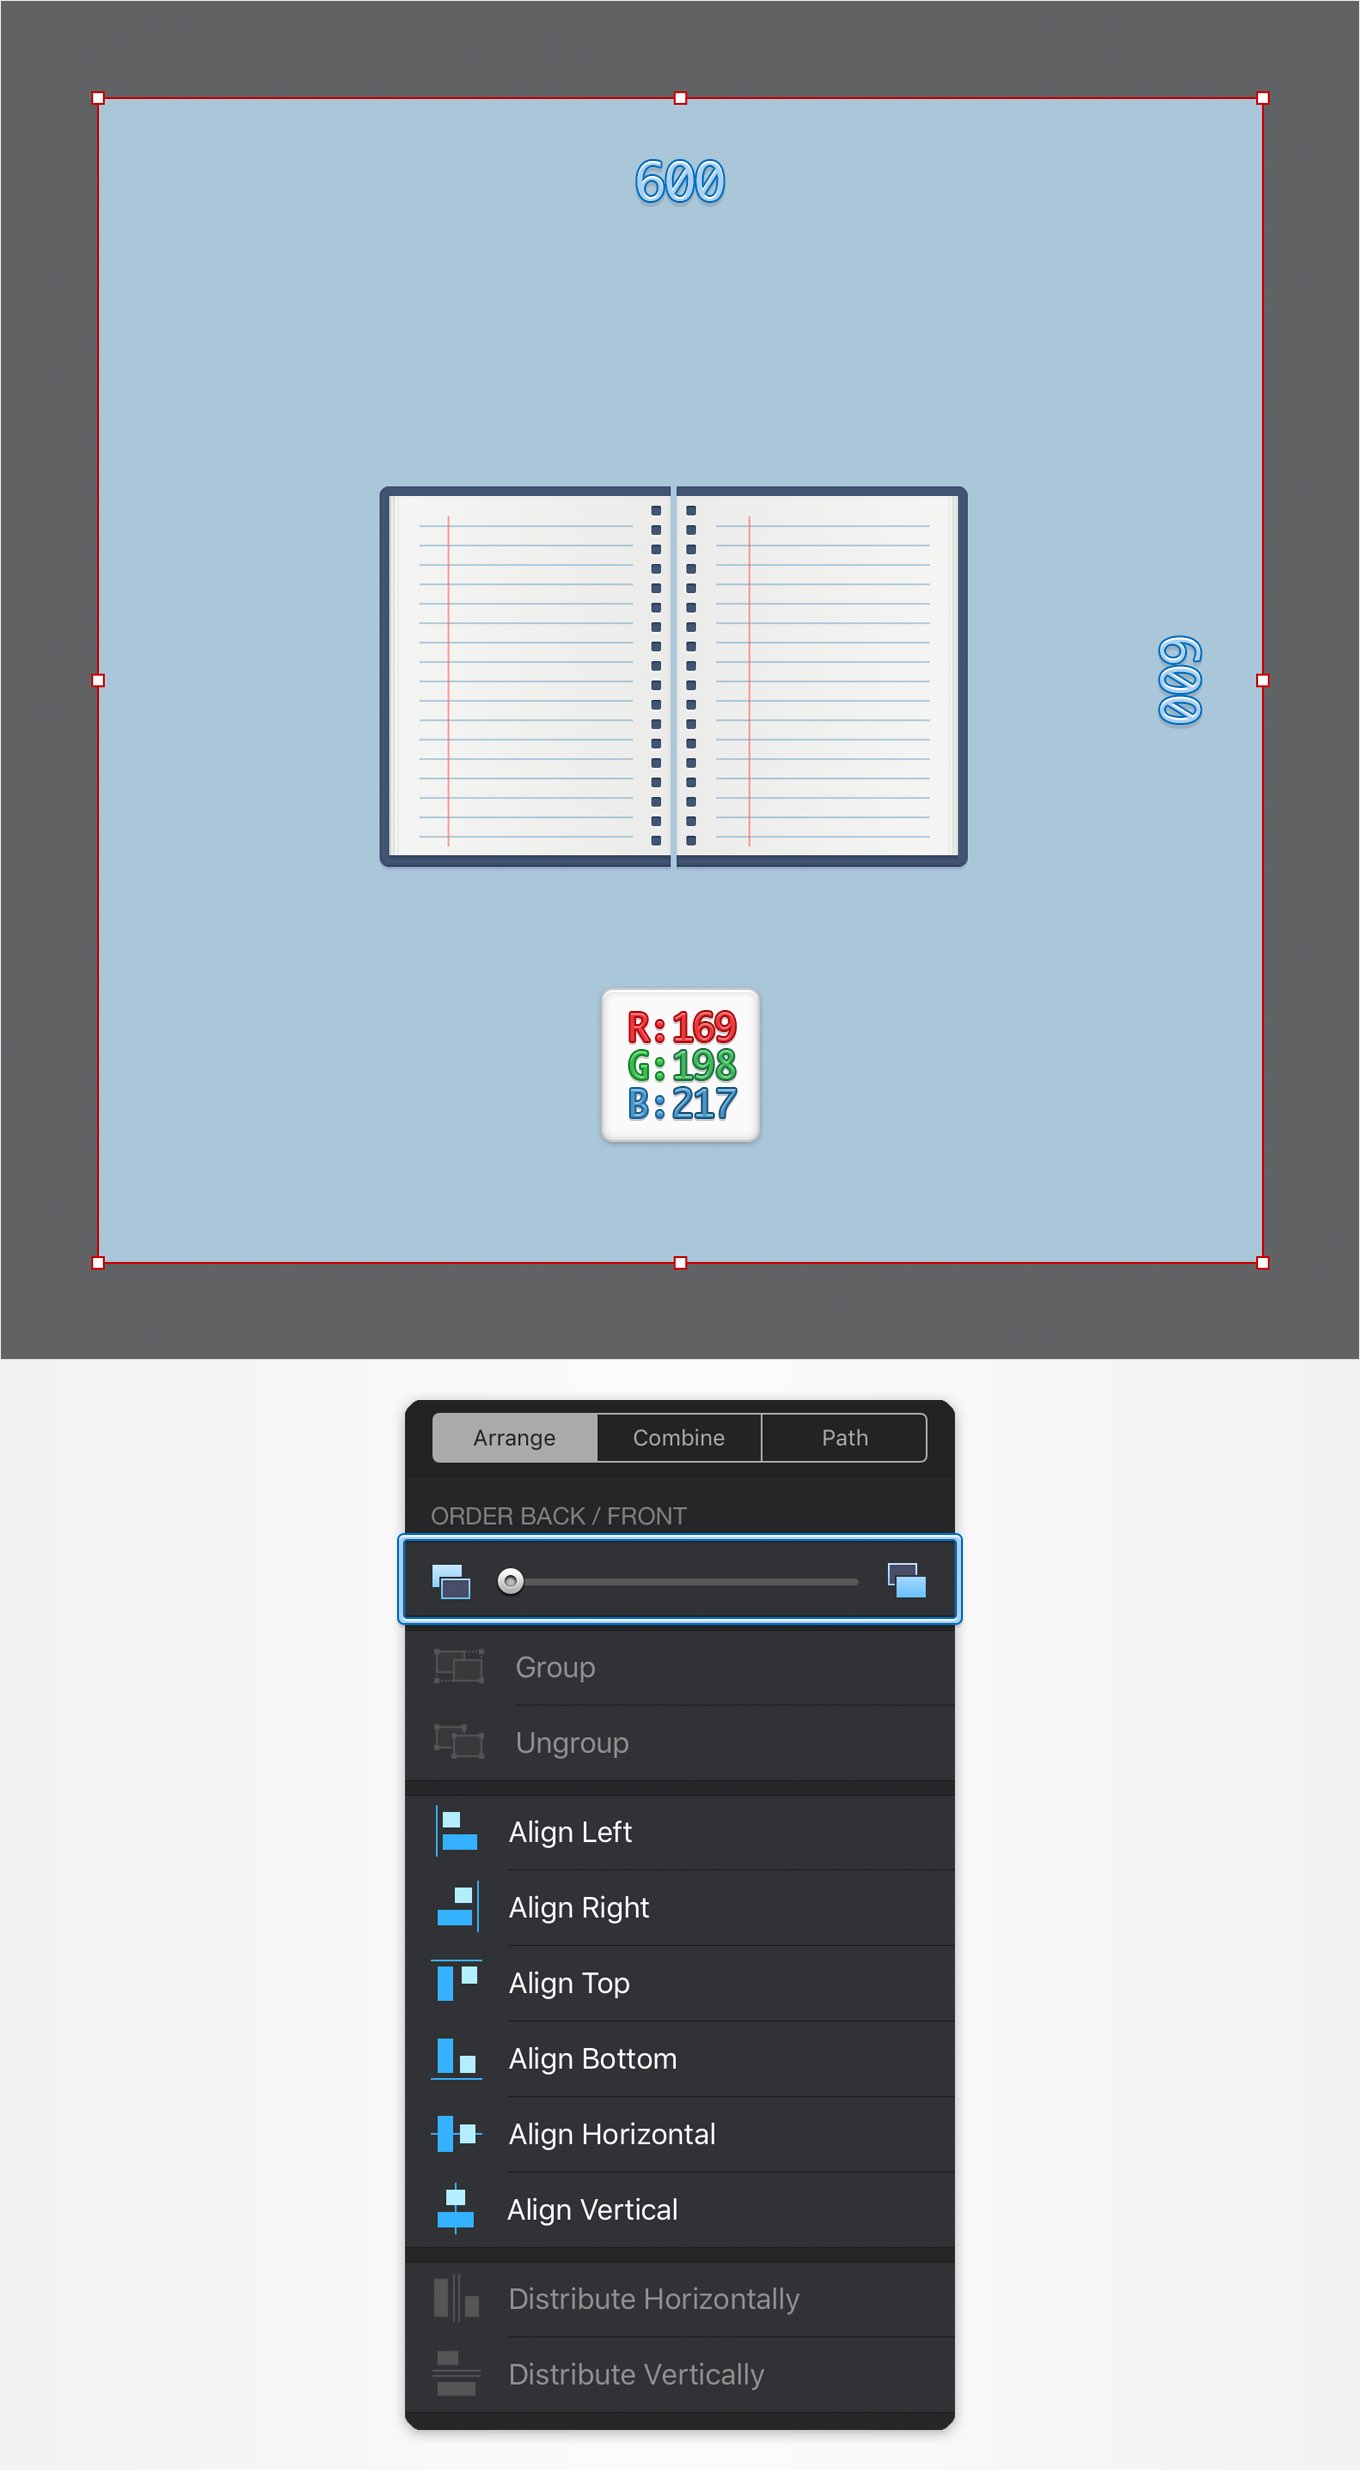 600
600
R:169
G:198
B:217
Arrange
Combine
Path
ORDER BACK / FRONT
Group
Ungroup
Align Left
Align Right
Align Top
Align Bottom
Align Horizontal
Align Vertical
Distribute Horizontally
Distribute Vertically